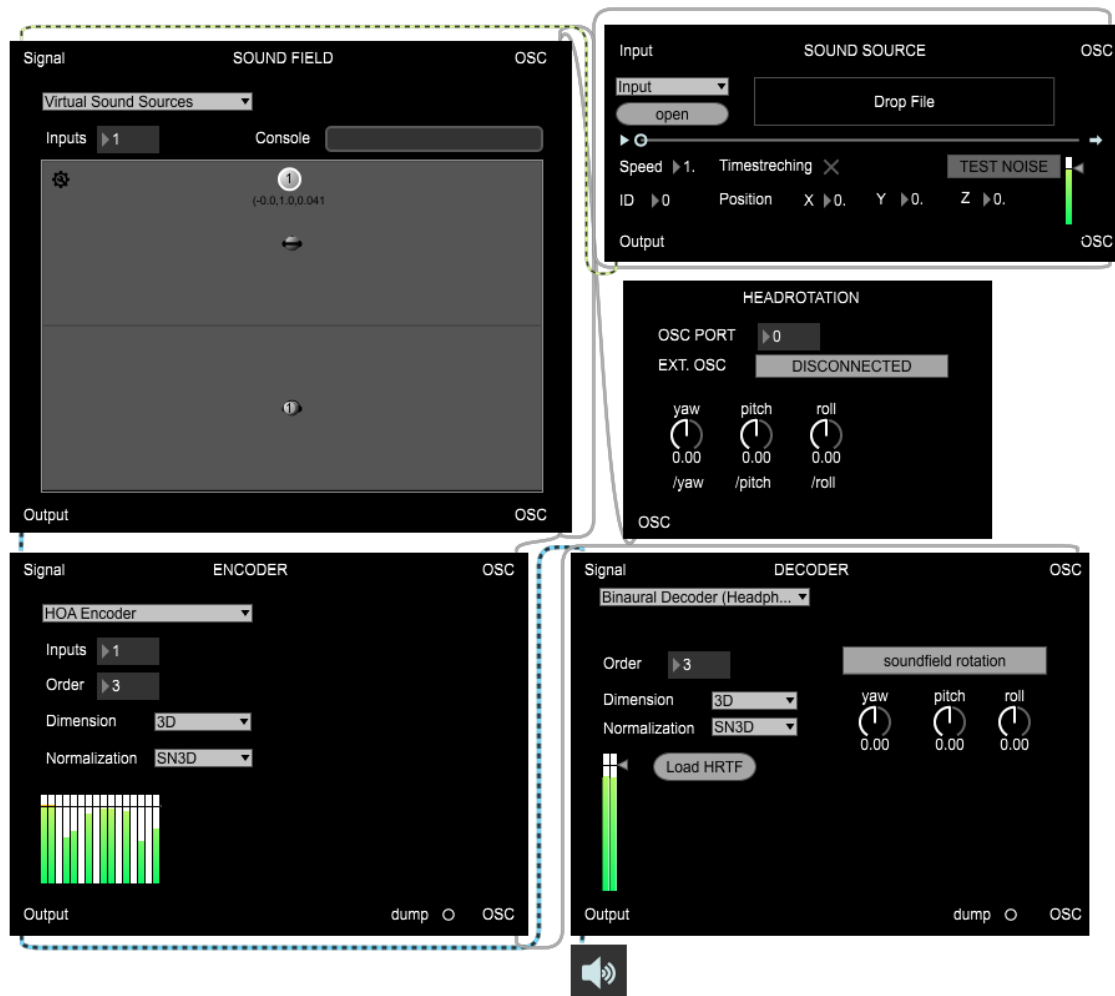 Signal SOUND FIELD OSC
Virtual Sound Sources
Inputs 1 Console
1
(-0.0,1.0,0.041
1
Output OSC
Input SOUND SOURCE OSC
Input
open
Drop File
Speed 1. Timestreching TEST NOISE
ID 0 Position X 0. Y 0. Z 0.
Output OSC
HEADROTATION
OSC PORT 0
EXT. OSC DISCONNECTED
yaw pitch roll
0.00 0.00 0.00
/yaw /pitch /roll
OSC
Signal ENCODER OSC
HOA Encoder
Inputs 1
Order 3
Dimension 3D
Normalization SN3D
Output dump OSC
Signal DECODER OSC
Binaural Decoder (Headph...
Order 3 soundfield rotation
Dimension 3D
Normalization SN3D
yaw pitch roll
0.00 0.00 0.00
Load HRTF
Output dump OSC